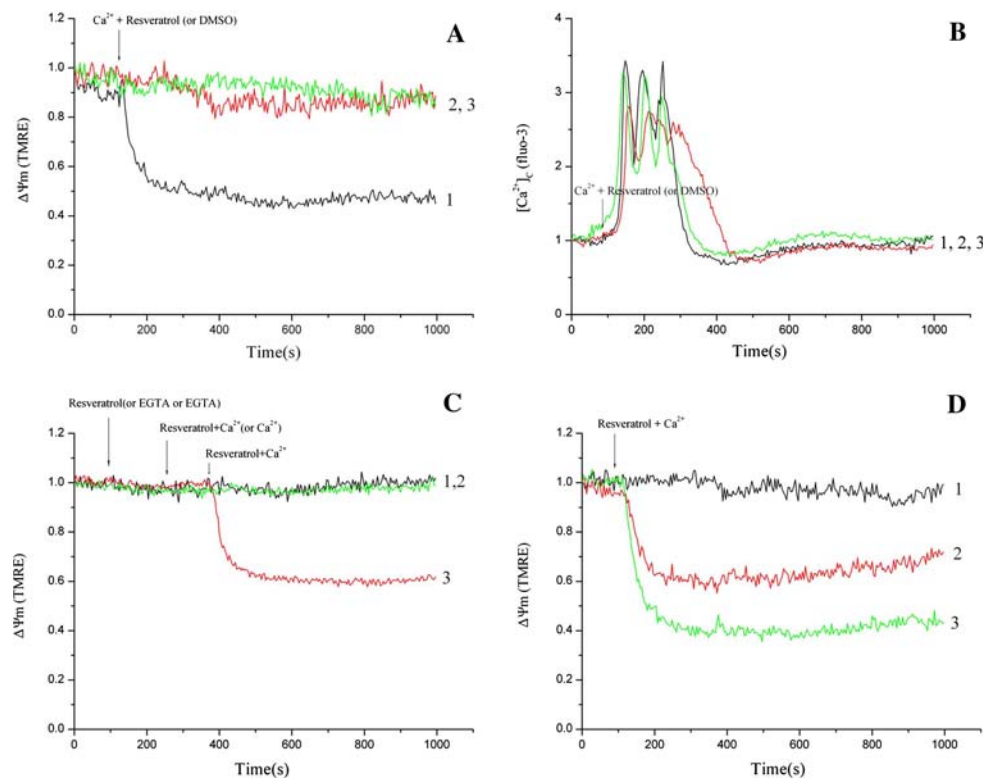 A
Ca²⁺ + Resveratrol (or DMSO)
ΔΨm (TMRE)
1.2
1.0
0.8
0.6
0.4
0.2
0.0
2, 3
1
0 200 400 600 800 1000
Time(s)
B
[Ca²⁺]c (fluo-3)
4
3
2
1
0
Ca²⁺ + Resveratrol (or DMSO)
1, 2, 3
0 200 400 600 800 1000
Time(s)
C
Resveratrol(or EGTA or EGTA)
Resveratrol+Ca²⁺(or Ca²⁺)
Resveratrol+Ca²⁺
ΔΨm (TMRE)
1.2
1.0
0.8
0.6
0.4
0.2
0.0
1,2
3
0 200 400 600 800 1000
Time(s)
D
Resveratrol + Ca²⁺
ΔΨm (TMRE)
1.2
1.0
0.8
0.6
0.4
0.2
0.0
1
2
3
0 200 400 600 800 1000
Time(s)